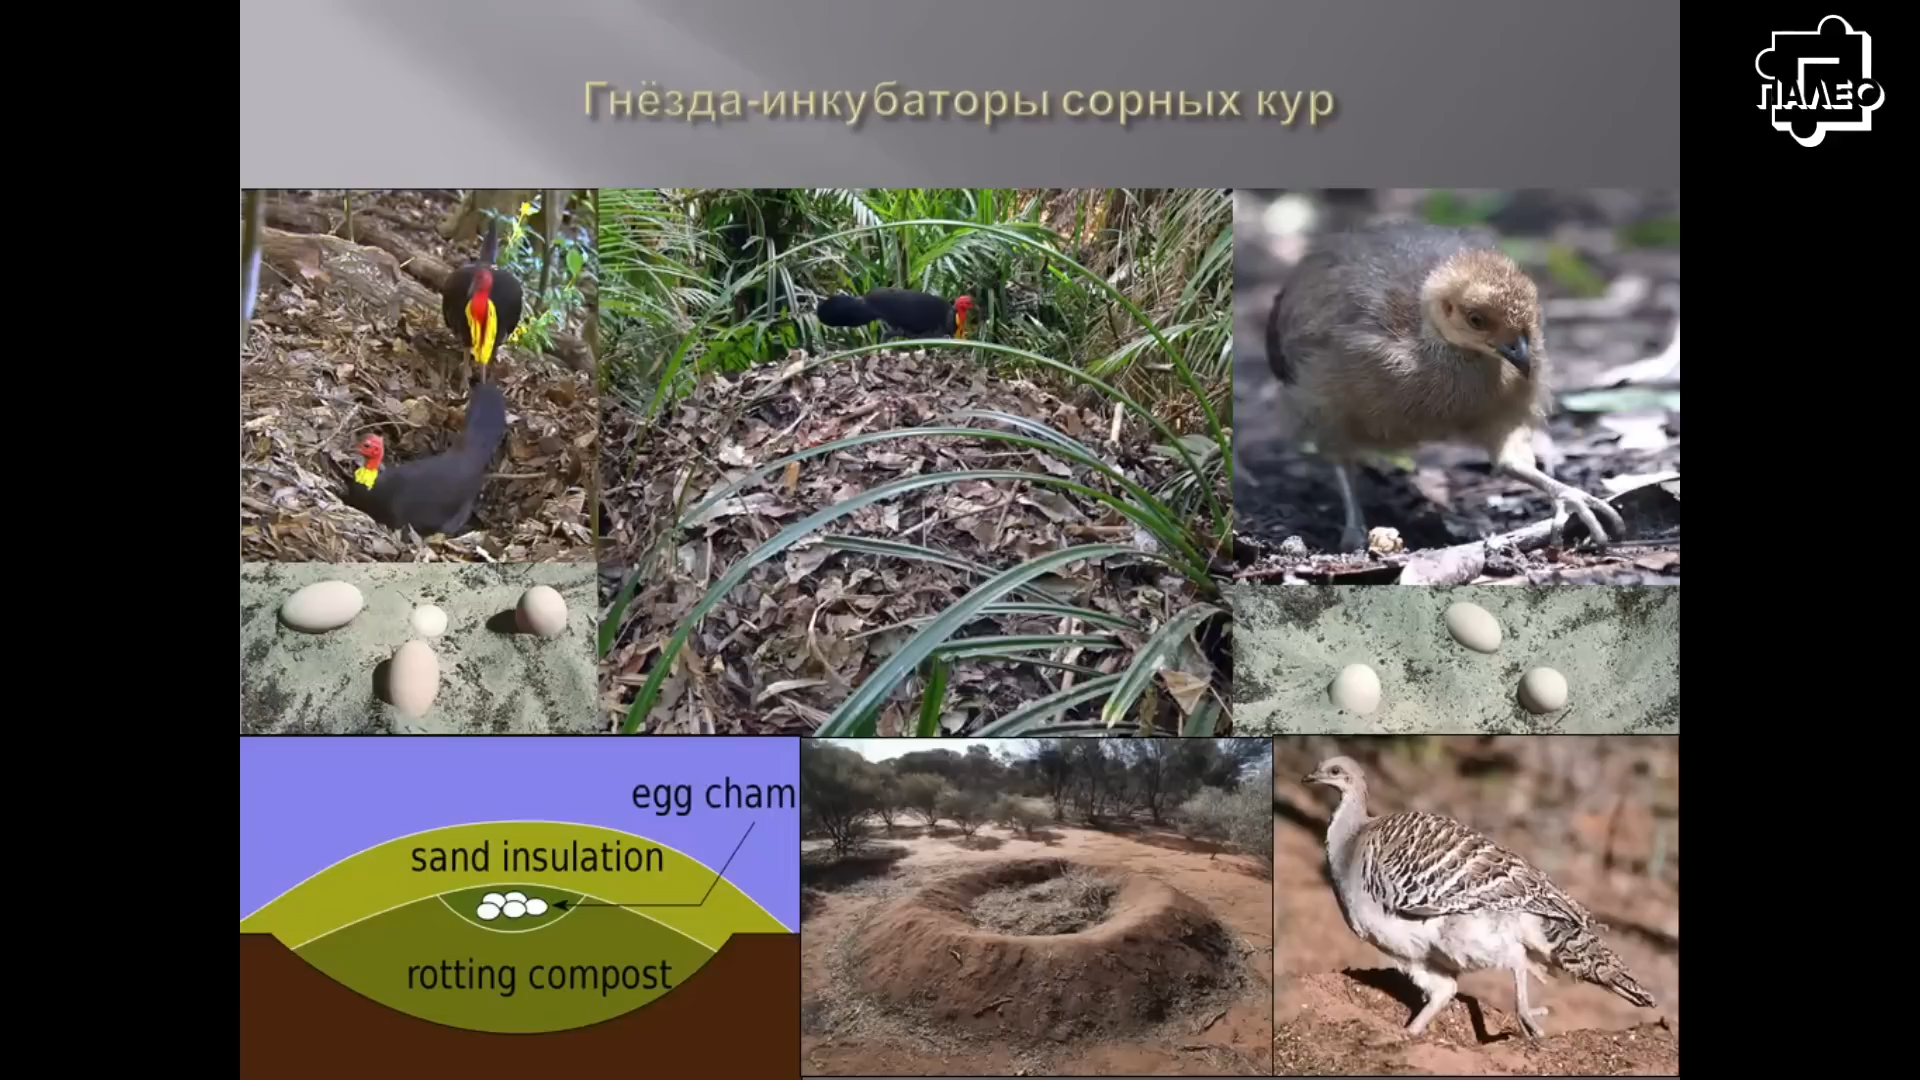 Гнёзда-инкубаторы сорных кур
ПАЛЕО
egg cham
sand insulation
rotting compost